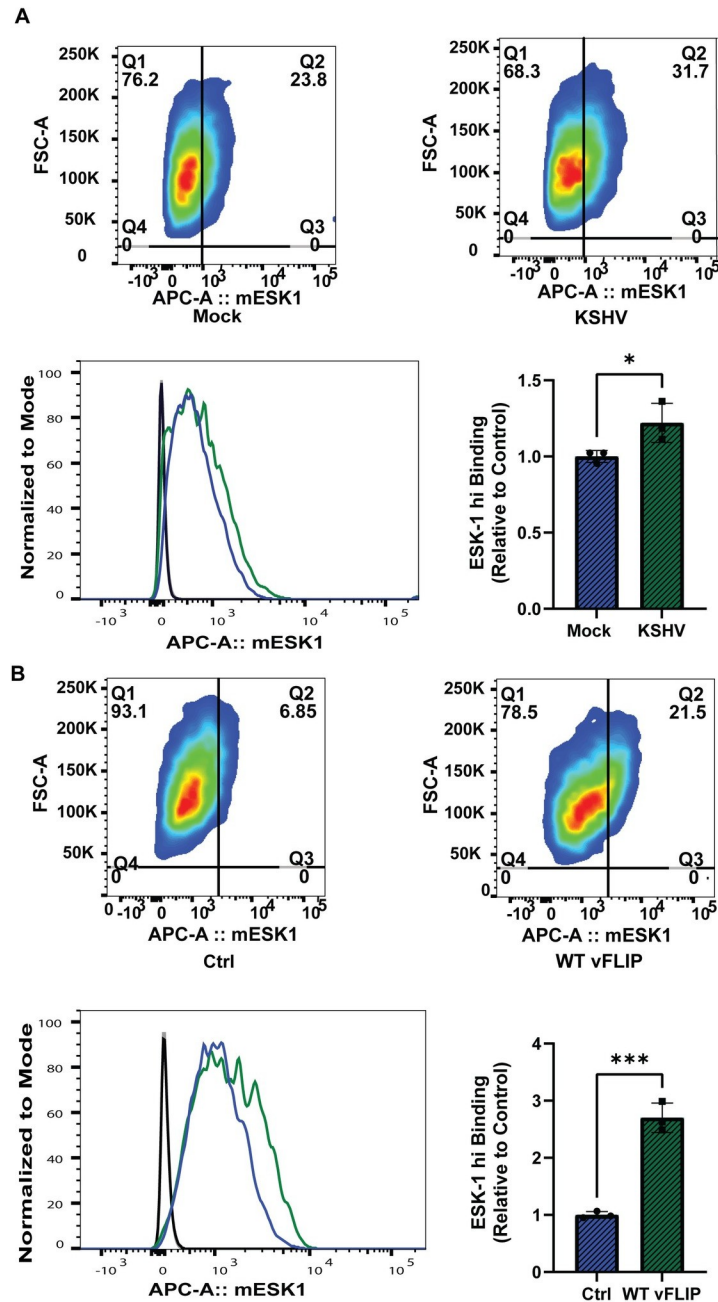 A
250K
200K
150K
100K
50K
0
FSC-A
Q1
76.2
Q2
23.8
Q4
0
Q3
0
-10³ 0 10³ 10⁴ 10⁵
APC-A :: mESK1
Mock
250K
200K
150K
100K
50K
0
FSC-A
Q1
68.3
Q2
31.7
Q4
0
Q3
0
-10³ 0 10³ 10⁴ 10⁵
APC-A :: mESK1
KSHV
100
80
60
40
20
0
Normalized to Mode
-10³ 0 10³ 10⁴ 10⁵
APC-A:: mESK1
ESK-1 hi Binding
(Relative to Control)
1.5
1.0
0.5
0.0
*
Mock KSHV
B
250K
200K
150K
100K
50K
0
FSC-A
Q1
93.1
Q2
6.85
Q4
0
Q3
0
0 -10³ 0 10³ 10⁴ 10⁵
APC-A :: mESK1
Ctrl
250K
200K
150K
100K
50K
0
FSC-A
Q1
78.5
Q2
21.5
Q4
0
Q3
0
-10³ 0 10³ 10⁴ 10⁵
APC-A :: mESK1
WT vFLIP
100
80
60
40
20
0
Normalized to Mode
-10³ 0 10³ 10⁴ 10⁵
APC-A:: mESK1
ESK-1 hi Binding
(Relative to Control)
4
3
2
1
0
***
Ctrl WT vFLIP